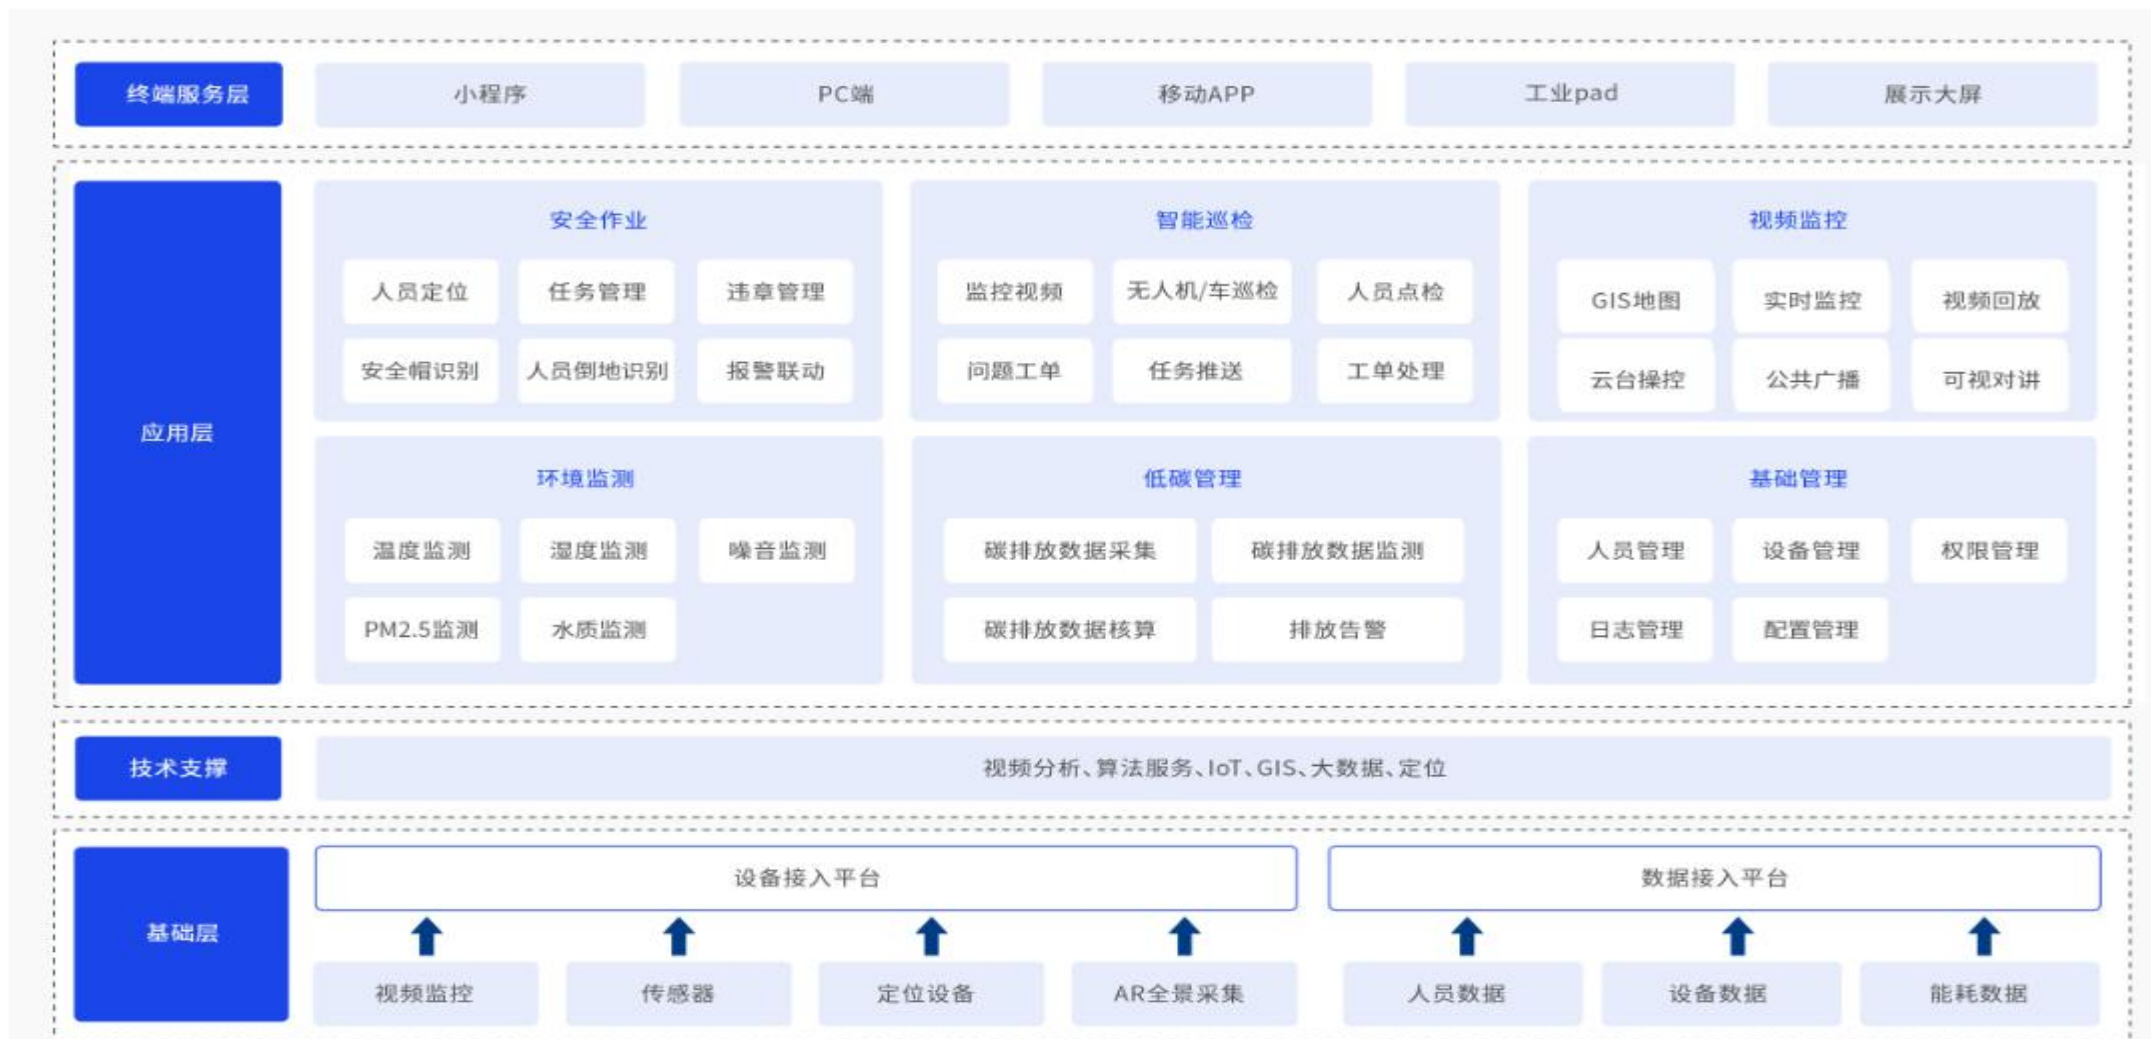 终端服务层 小程序 PC端 移动APP 工业pad 展示大屏
应用层
安全作业
人员定位 任务管理 违章管理
安全帽识别 人员倒地识别 报警联动
智能巡检
监控视频 无人机/车巡检 人员点检
问题工单 任务推送 工单处理
视频监控
GIS地图 实时监控 视频回放
云台操控 公共广播 可视对讲
环境监测
温度监测 湿度监测 噪音监测
PM2.5监测 水质监测
低碳管理
碳排放数据采集 碳排放数据监测
碳排放数据核算 排放告警
基础管理
人员管理 设备管理 权限管理
日志管理 配置管理
技术支撑 视频分析、算法服务、IoT、GIS、大数据、定位
基础层
设备接入平台 数据接入平台
视频监控 传感器 定位设备 AR全景采集 人员数据 设备数据 能耗数据